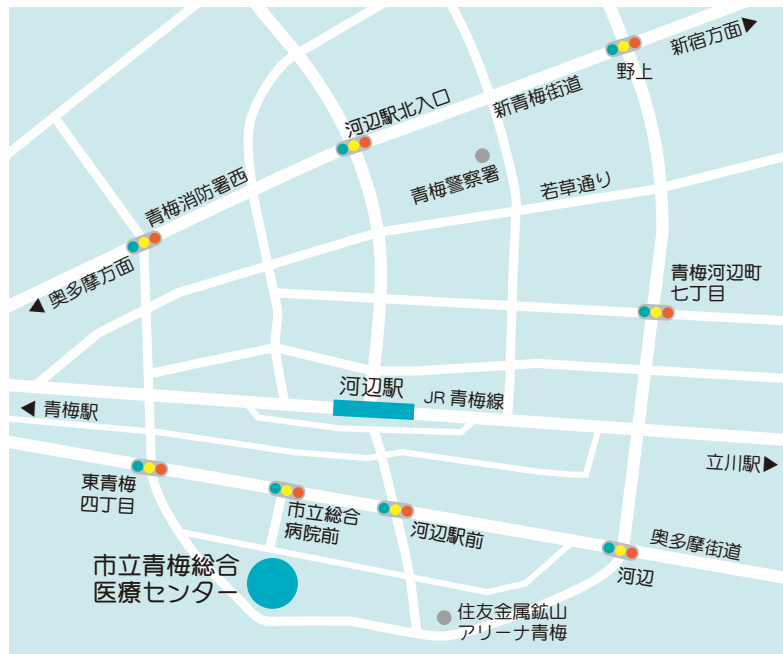 新宿方面
野上
新青梅街道
河辺駅北入口
青梅警察署
若草通り
青梅消防署西
奥多摩方面
青梅河辺町
七丁目
河辺駅
JR 青梅線
青梅駅
立川駅
東青梅
四丁目
市立総合
病院前
河辺駅前
奥多摩街道
河辺
市立青梅総合
医療センター
住友金属鉱山
アリーナ青梅